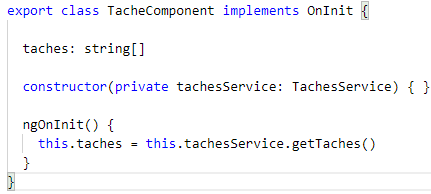 export class TacheComponent implements OnInit {
taches: string[]
constructor(private tachesService: TachesService) { }
ngOnInit() {
this.taches = this.tachesService.getTaches()
}
}